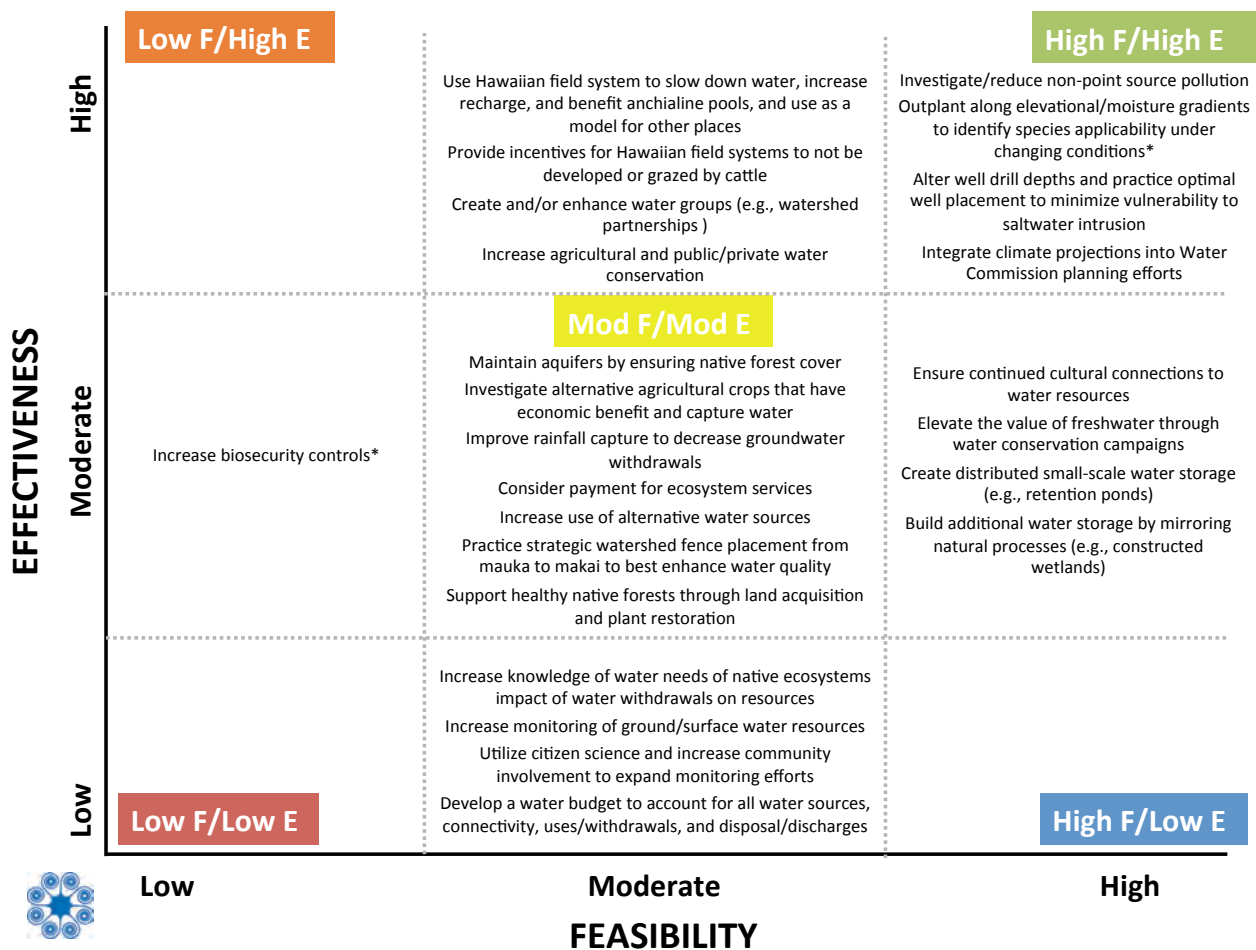 Low F/High E
High F/High E
EFFECTIVENESS
High
Use Hawaiian field system to slow down water, increase
recharge, and benefit anchialine pools, and use as a
model for other places
Provide incentives for Hawaiian field systems to not be
developed or grazed by cattle
Create and/or enhance water groups (e.g., watershed
partnerships )
Increase agricultural and public/private water
conservation
Investigate/reduce non-point source pollution
Outplant along elevational/moisture gradients
to identify species applicability under
changing conditions*
Alter well drill depths and practice optimal
well placement to minimize vulnerability to
saltwater intrusion
Integrate climate projections into Water
Commission planning efforts
Moderate
Increase biosecurity controls*
Mod F/Mod E
Maintain aquifers by ensuring native forest cover
Investigate alternative agricultural crops that have
economic benefit and capture water
Improve rainfall capture to decrease groundwater
withdrawals
Consider payment for ecosystem services
Increase use of alternative water sources
Practice strategic watershed fence placement from
mauka to makai to best enhance water quality
Support healthy native forests through land acquisition
and plant restoration
Ensure continued cultural connections to
water resources
Elevate the value of freshwater through
water conservation campaigns
Create distributed small-scale water storage
(e.g., retention ponds)
Build additional water storage by mirroring
natural processes (e.g., constructed
wetlands)
Low
Low F/Low E
Increase knowledge of water needs of native ecosystems
impact of water withdrawals on resources
Increase monitoring of ground/surface water resources
Utilize citizen science and increase community
involvement to expand monitoring efforts
Develop a water budget to account for all water sources,
connectivity, uses/withdrawals, and disposal/discharges
High F/Low E
Low
Moderate
High
FEASIBILITY